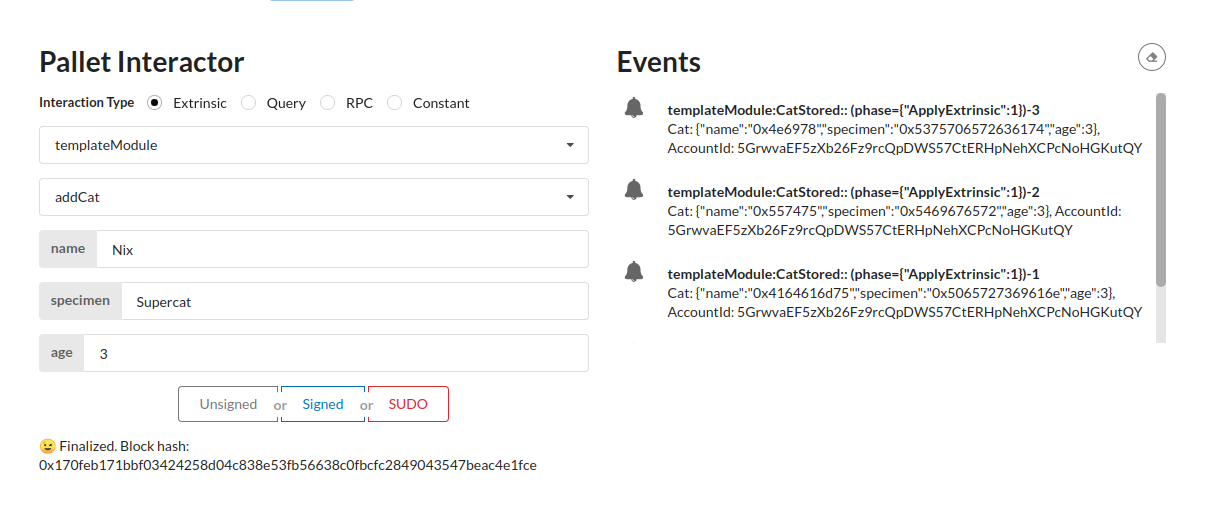 Pallet Interactor
Interaction Type Extrinsic Query RPC Constant
templateModule
addCat
name Nix
specimen Supercat
age 3
Unsigned or Signed or SUDO
😉 Finalized. Block hash:
0x170feb171bbf03424258d04c838e53fb56638c0fbcfc2849043547beac4e1fce
Events
templateModule:CatStored:: (phase={"ApplyExtrinsic":1})-3
Cat: {"name":"0x4e6978","specimen":"0x5375706572636174","age":3},
AccountId: 5GrwvaEF5zXb26Fz9rcQpDWS57CtERHpNehXCPcNoHGKutQY
templateModule:CatStored:: (phase={"ApplyExtrinsic":1})-2
Cat: {"name":"0x557475","specimen":"0x5469676572","age":3}, AccountId:
5GrwvaEF5zXb26Fz9rcQpDWS57CtERHpNehXCPcNoHGKutQY
templateModule:CatStored:: (phase={"ApplyExtrinsic":1})-1
Cat: {"name":"0x4164616d75","specimen":"0x5065727369616e","age":3},
AccountId: 5GrwvaEF5zXb26Fz9rcQpDWS57CtERHpNehXCPcNoHGKutQY